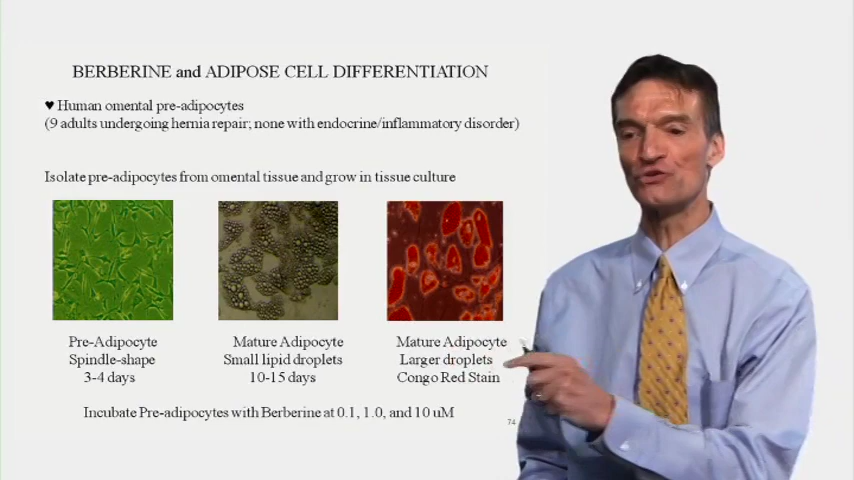 BERBERINE and ADIPOSE CELL DIFFERENTIATION
♥ Human omental pre-adipocytes
(9 adults undergoing hernia repair; none with endocrine/inflammatory disorder)
Isolate pre-adipocytes from omental tissue and grow in tissue culture
Pre-Adipocyte
Spindle-shape
3-4 days
Mature Adipocyte
Small lipid droplets
10-15 days
Mature Adipocyte
Larger droplets
Congo Red Stain
Incubate Pre-adipocytes with Berberine at 0.1, 1.0, and 10 uM
74